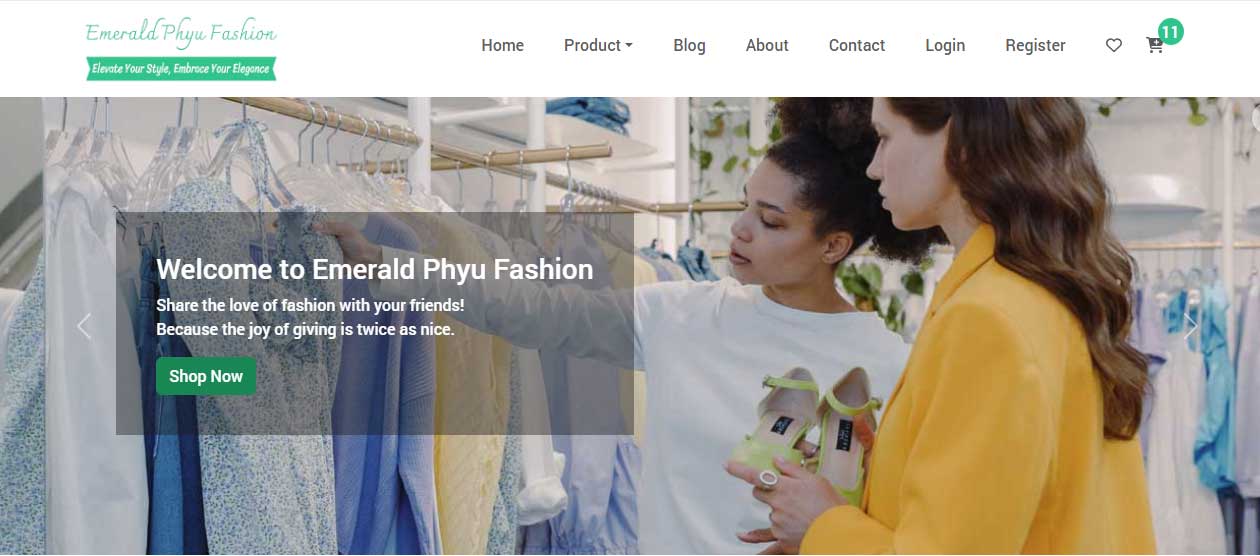 Emerald Phyu Fashion
Elevate Your Style, Embrace Your Elegance
Home Product Blog About Contact Login Register 11
Welcome to Emerald Phyu Fashion
Share the love of fashion with your friends!
Because the joy of giving is twice as nice.
Shop Now